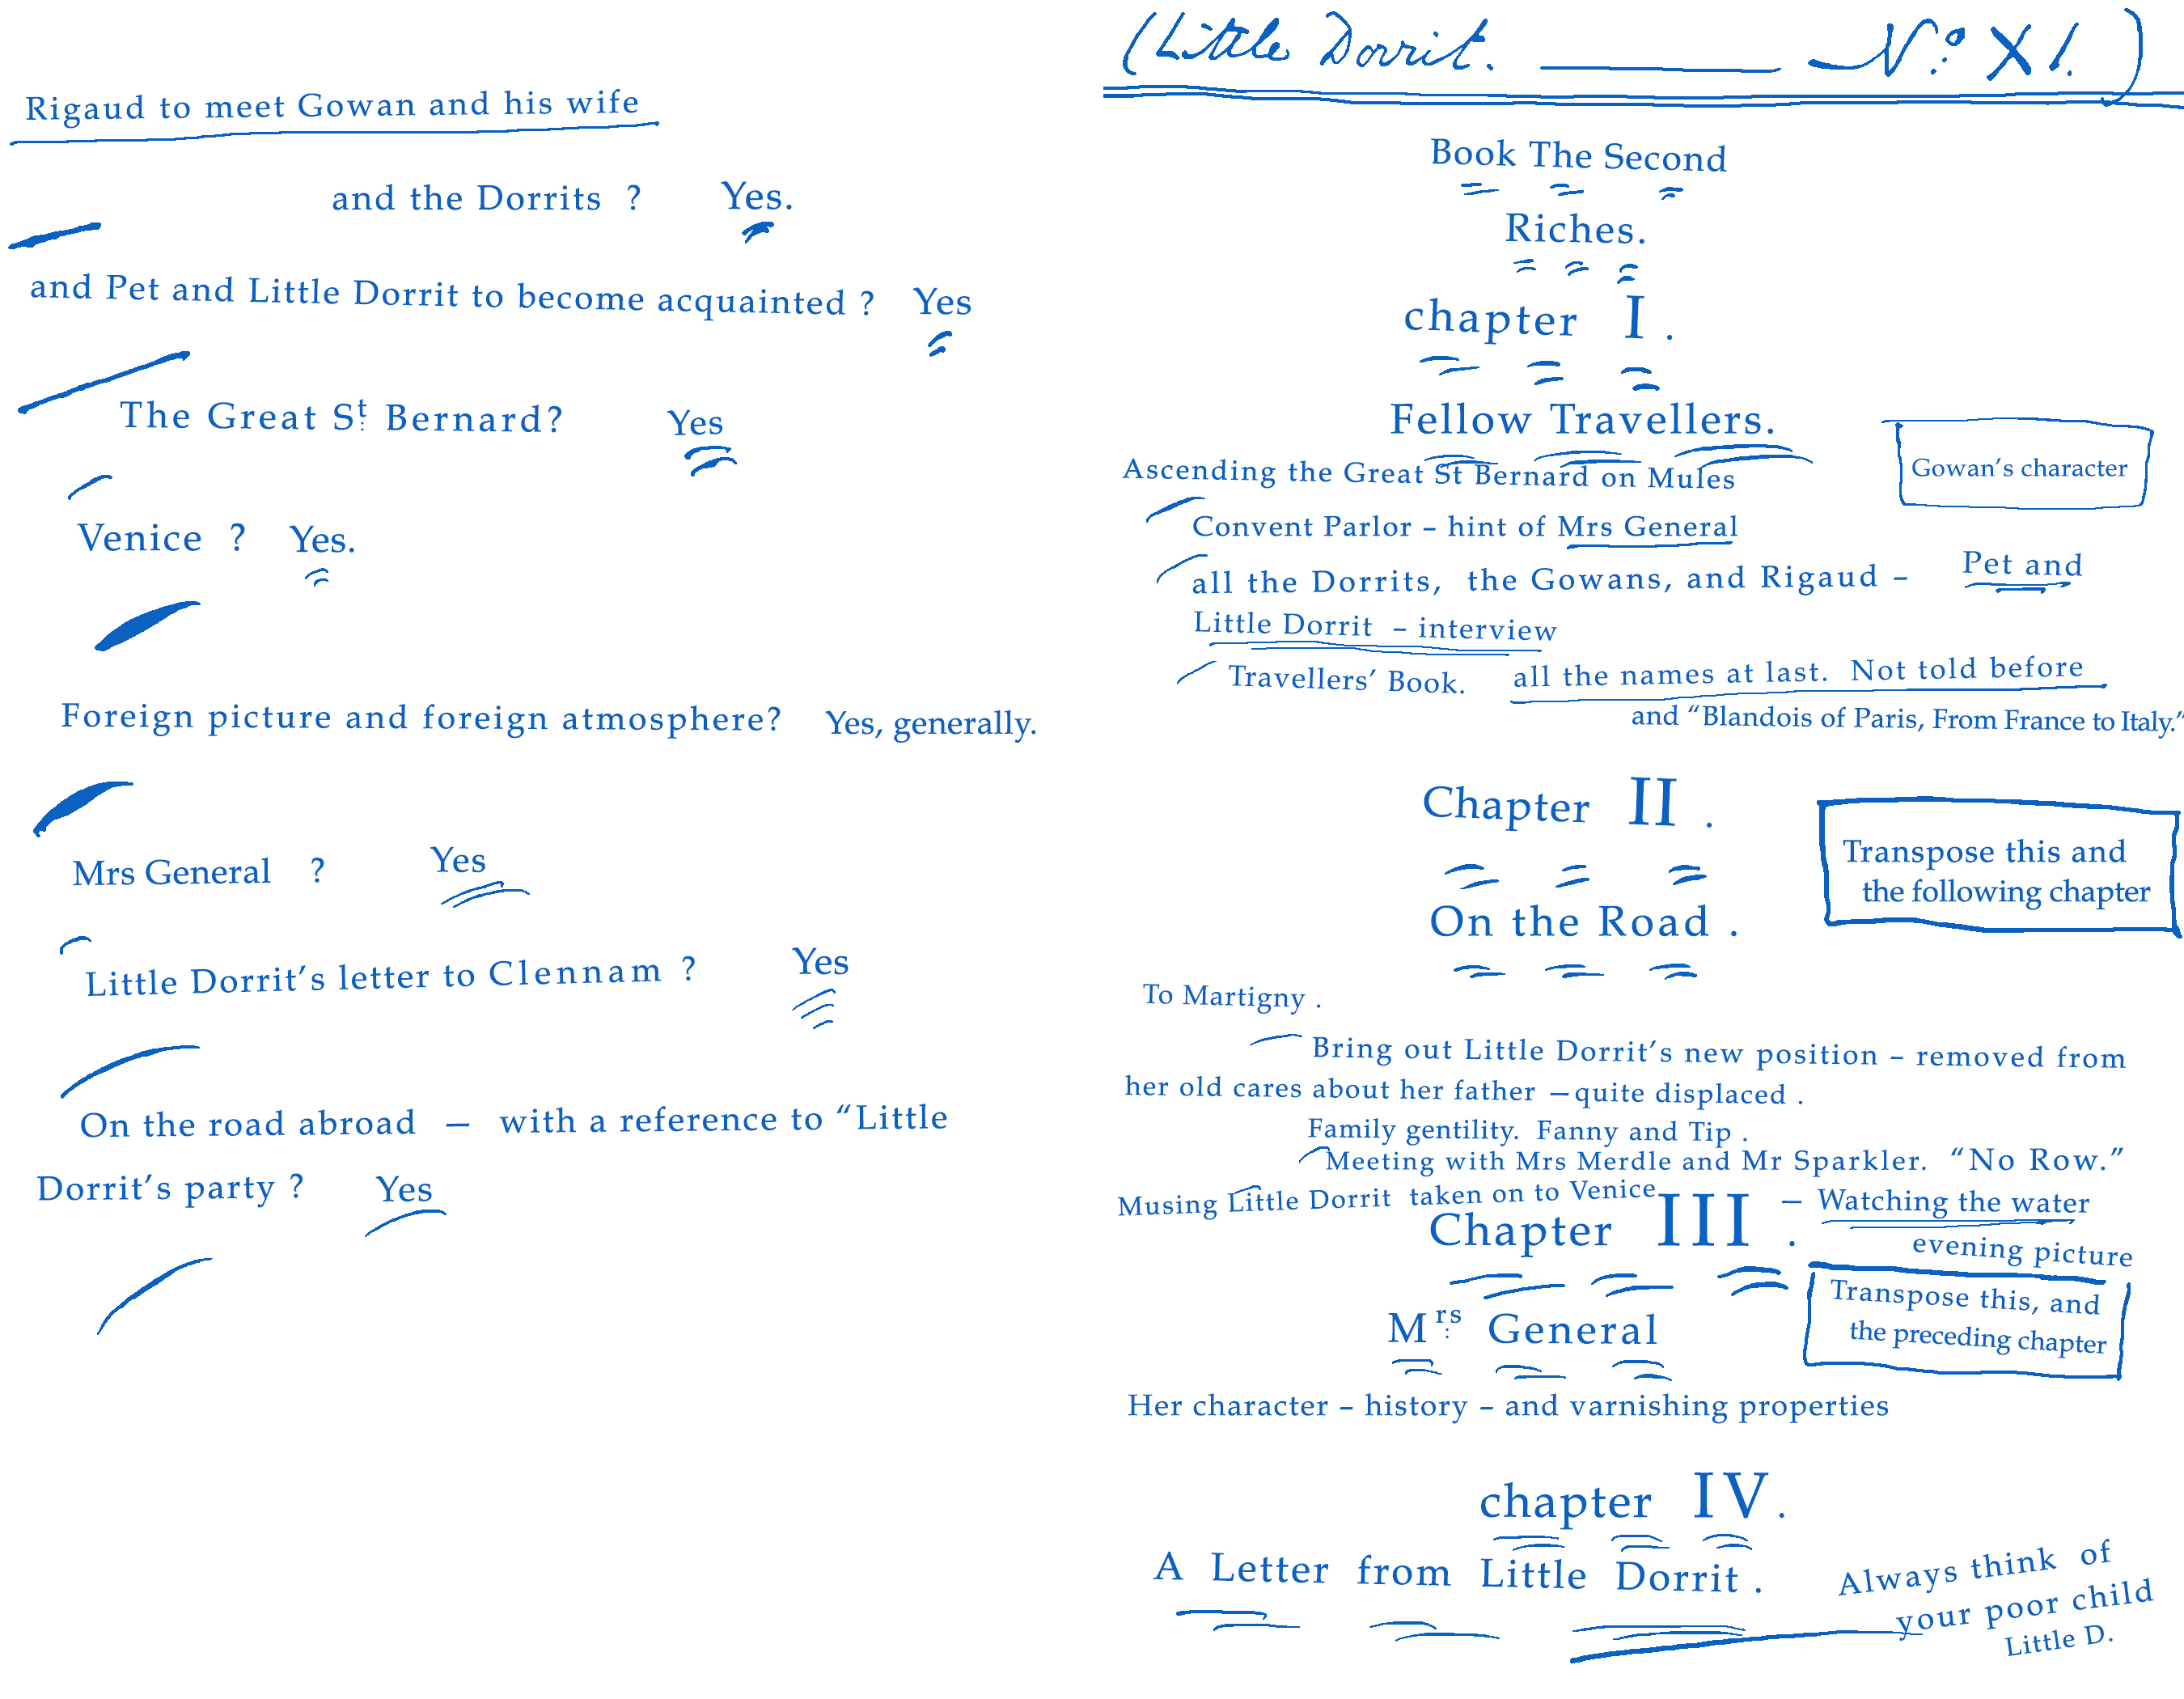 Rigaud to meet Gowan and his wife
and the Dorrits ? Yes.
and Pet and Little Dorrit to become acquainted ? Yes
The Great St Bernard? Yes
Venice ? Yes.
Foreign picture and foreign atmosphere? Yes, generally.
Mrs General ? Yes
Little Dorrit's letter to Clennam ? Yes
On the road abroad — with a reference to “Little
Dorrit's party ? Yes
(Little Dorrit. —— No. XI.)
Book The Second
Riches.
chapter I .
Fellow Travellers.
Ascending the Great St Bernard on Mules
Gowan's character
Convent Parlor – hint of Mrs General
all the Dorrits, the Gowans, and Rigaud – Pet and
Little Dorrit – interview
Travellers' Book. all the names at last. Not told before
and “Blandois of Paris, From France to Italy.”
Chapter II .
Transpose this and
the following chapter
On the Road .
To Martigny .
Bring out Little Dorrit's new position – removed from
her old cares about her father — quite displaced .
Family gentility. Fanny and Tip .
Meeting with Mrs Merdle and Mr Sparkler. “No Row.”
Musing Little Dorrit taken on to Venice – Watching the water
evening picture
Chapter III .
Transpose this, and
the preceding chapter
Mrs General
Her character – history – and varnishing properties
chapter IV.
A Letter from Little Dorrit .
Always think of
your poor child
Little D.